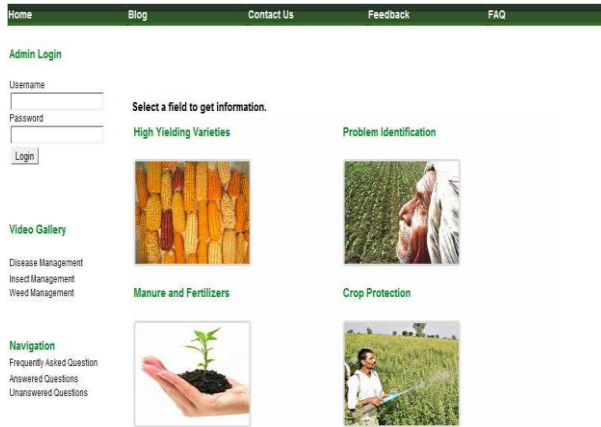 Home Blog Contact Us Feedback FAQ
Admin Login
Username
Password
Login
Video Gallery
Disease Management
Insect Management
Weed Management
Navigation
Frequently Asked Question
Answered Questions
Unanswered Questions
Select a field to get information.
High Yielding Varieties Problem Identification
Manure and Fertilizers Crop Protection